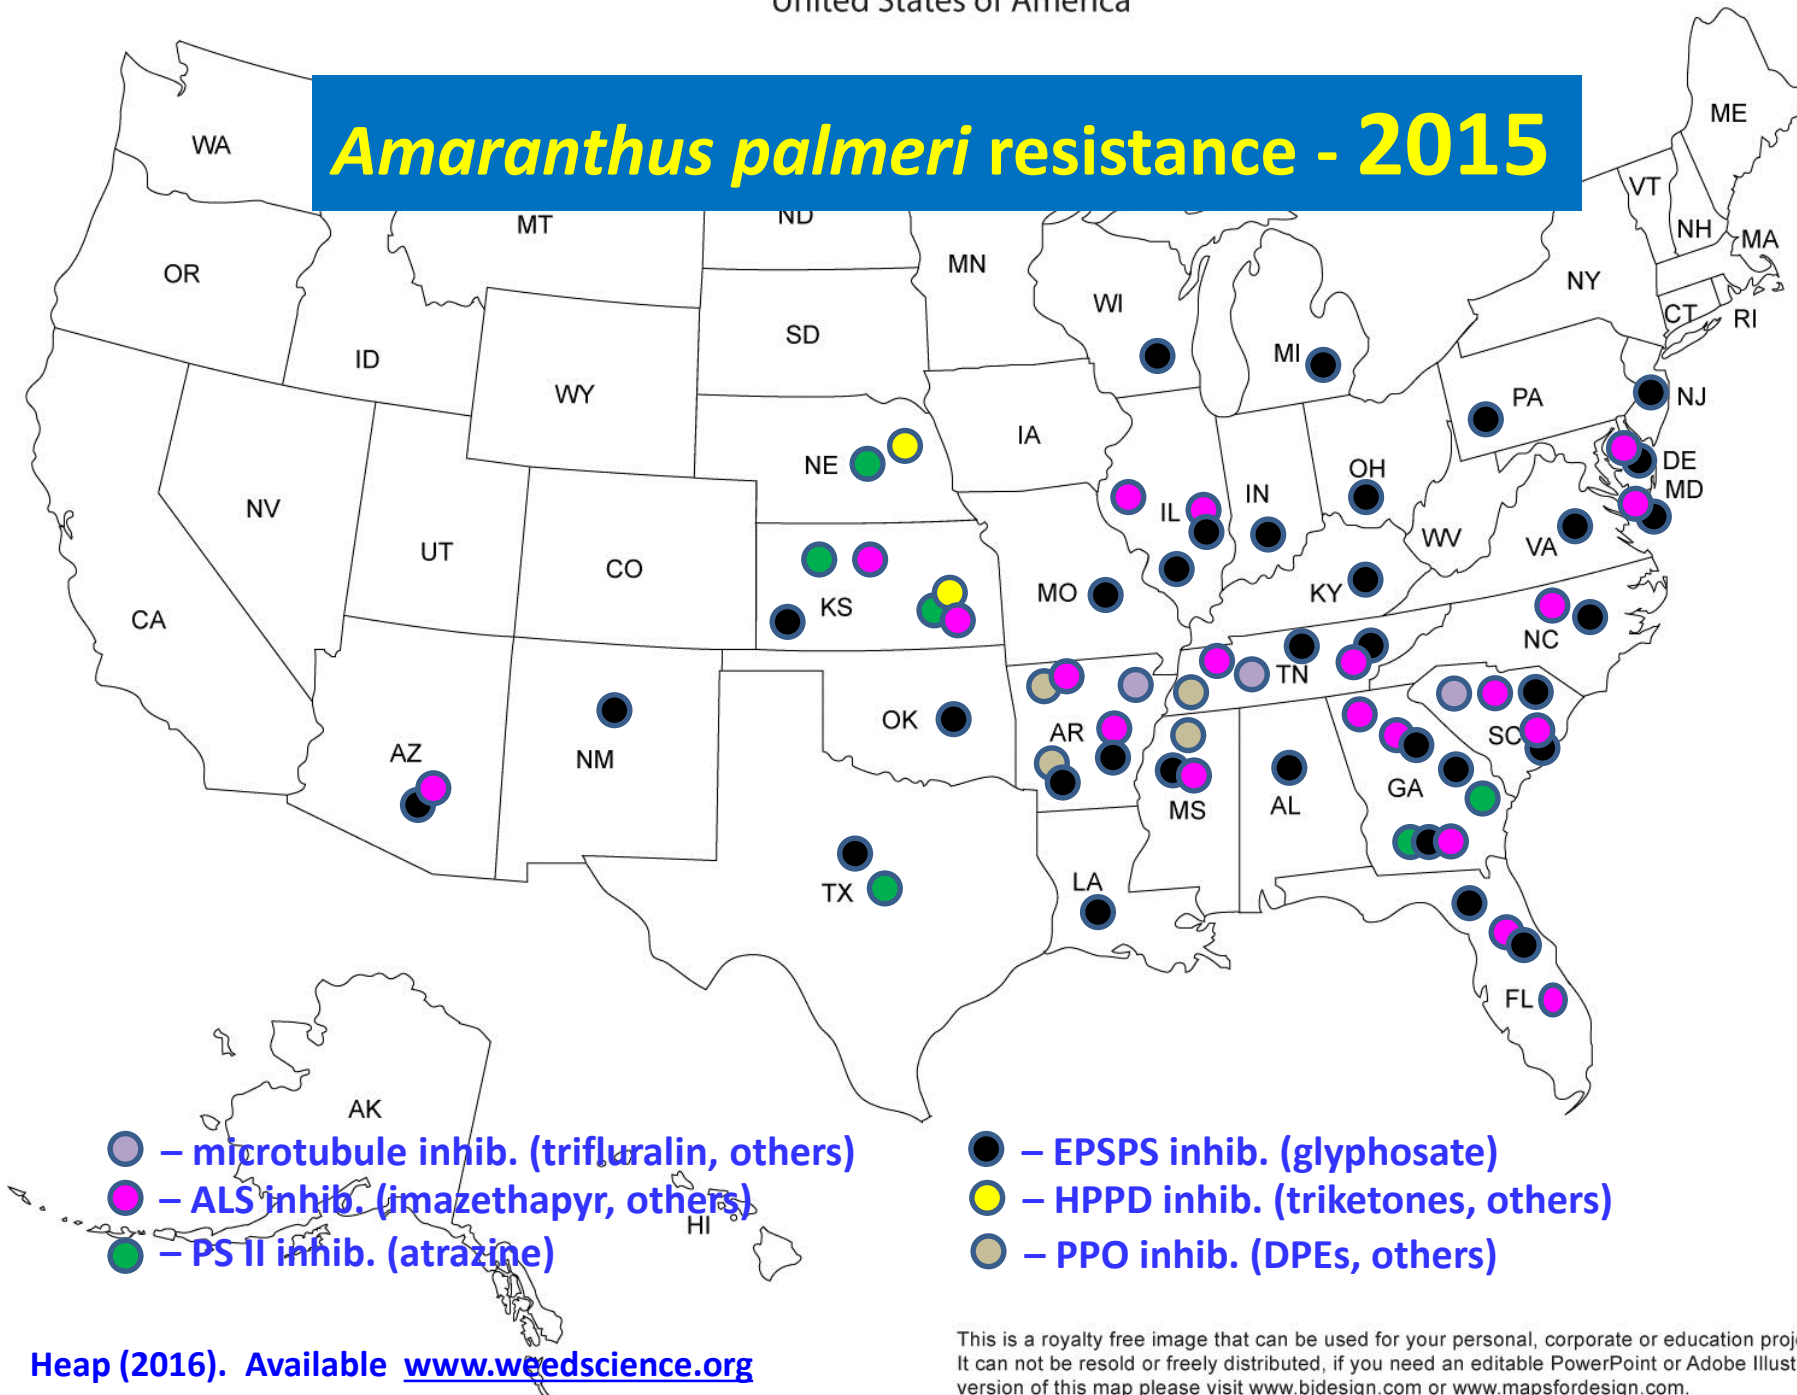 United States of America
Amaranthus palmeri resistance - 2015
WA
ME
MT
ND
VT
NH
MA
OR
MN
NY
WI
CT
RI
ID
SD
MI
WY
PA
NJ
IA
NE
OH
DE
MD
NV
IL
IN
UT
CO
WV
VA
CA
KS
MO
KY
NC
TN
OK
AR
SC
AZ
NM
GA
MS
AL
TX
LA
FL
AK
HI
– microtubule inhib. (trifluralin, others)
– ALS inhib. (imazethapyr, others)
– PS II inhib. (atrazine)
– EPSPS inhib. (glyphosate)
– HPPD inhib. (triketones, others)
– PPO inhib. (DPEs, others)
Heap (2016). Available www.weedscience.org
This is a royalty free image that can be used for your personal, corporate or education proje
It can not be resold or freely distributed, if you need an editable PowerPoint or Adobe Illust
version of this map please visit www.bjdesign.com or www.mapsfordesign.com.